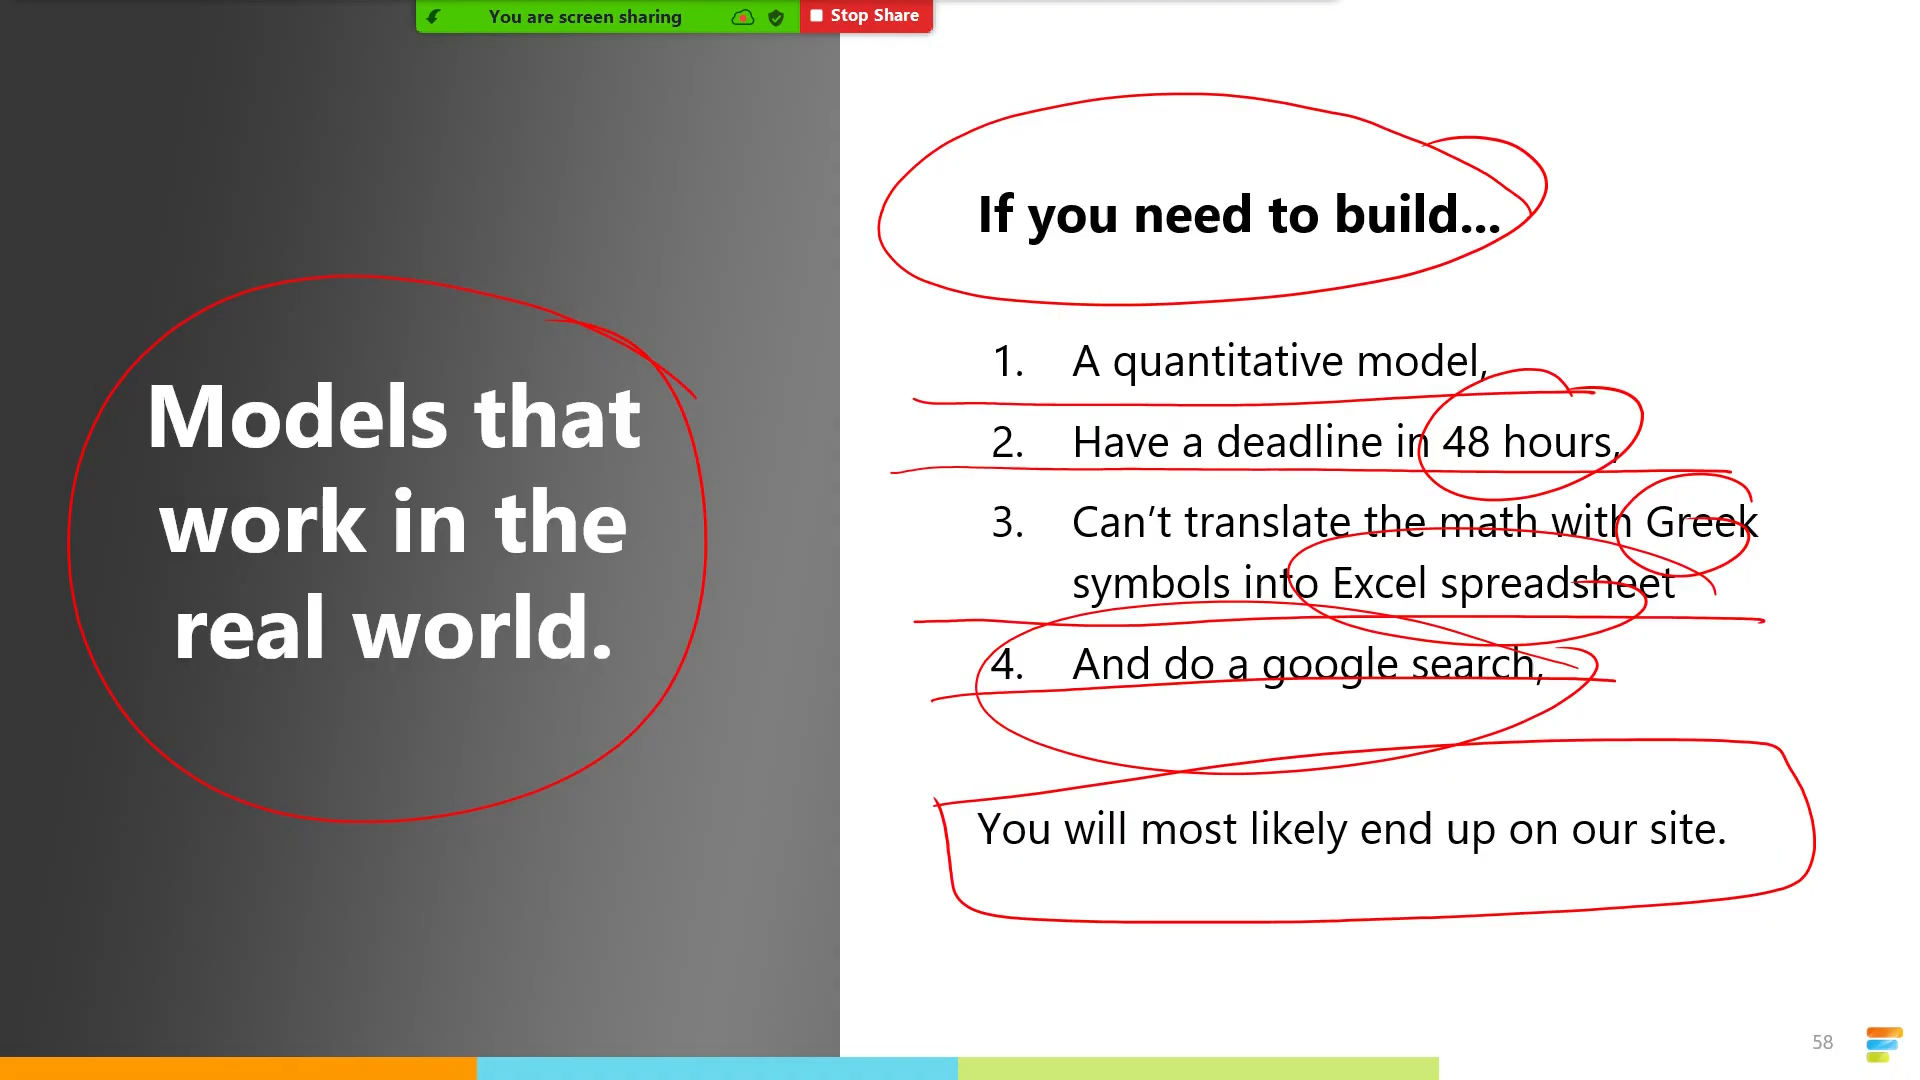 You are screen sharing
Stop Share
Models that
work in the
real world.
If you need to build...
1. A quantitative model,
2. Have a deadline in 48 hours,
3. Can’t translate the math with Greek
symbols into Excel spreadsheet
4. And do a google search,
You will most likely end up on our site.
58